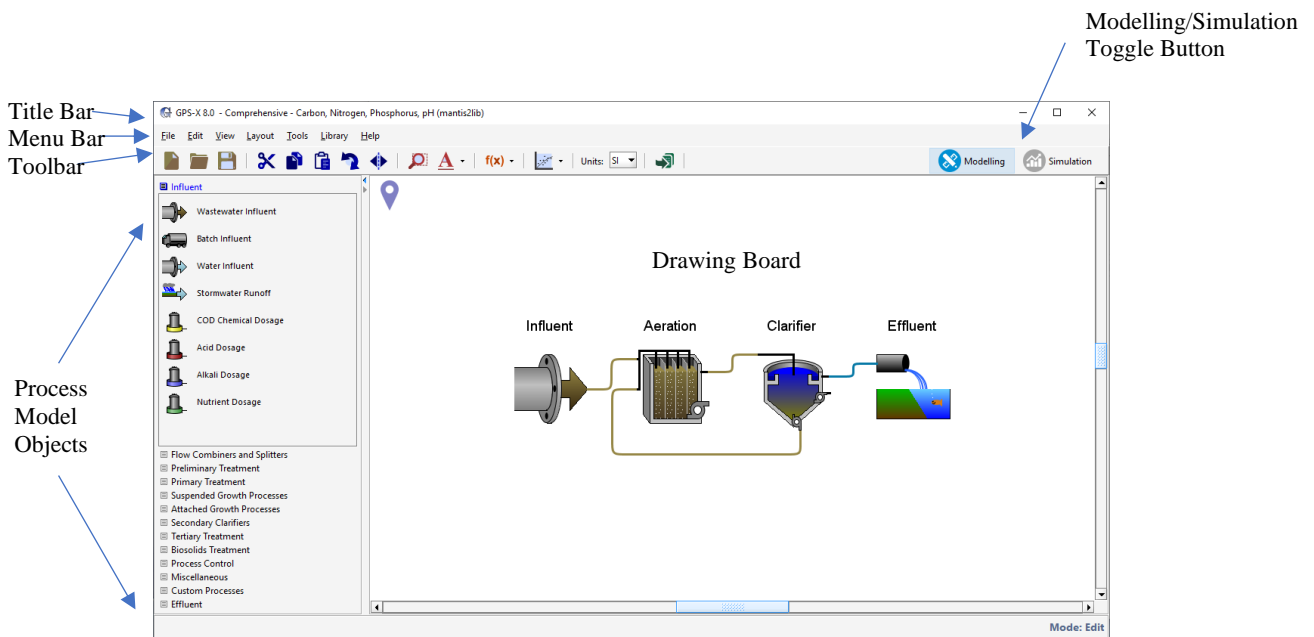 Modelling/Simulation
Toggle Button
Title Bar
Menu Bar
Toolbar
GPS-X 8.0 - Comprehensive - Carbon, Nitrogen, Phosphorus, pH (mantis2lib)
File Edit View Layout Tools Library Help
A f(x) Units: SI Modelling Simulation
Influent
Wastewater Influent
Batch Influent
Water Influent
Stormwater Runoff
COD Chemical Dosage
Acid Dosage
Alkali Dosage
Nutrient Dosage
Process
Model
Objects
Flow Combiners and Splitters
Preliminary Treatment
Primary Treatment
Suspended Growth Processes
Attached Growth Processes
Secondary Clarifiers
Tertiary Treatment
Biosolids Treatment
Process Control
Miscellaneous
Custom Processes
Effluent
Drawing Board
Influent Aeration Clarifier Effluent
Mode: Edit